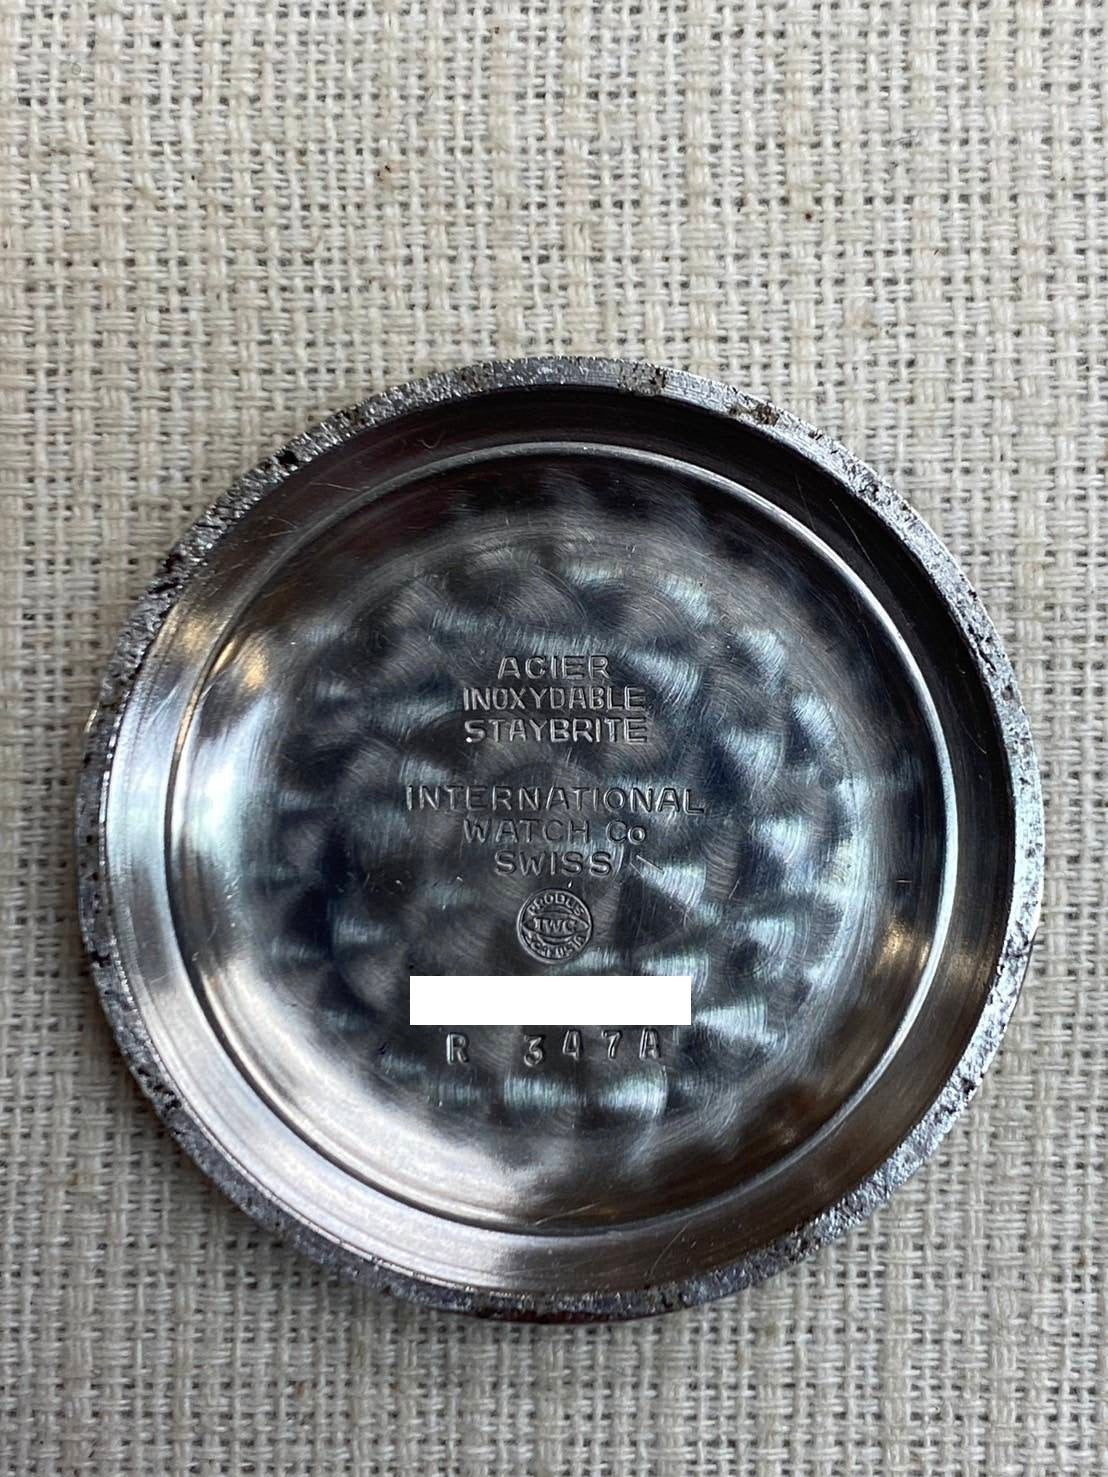 ACIER
INOXYDABLE
STAYBRITE
INTERNATIONAL
WATCH Co
SWISS
IWC
R 347A